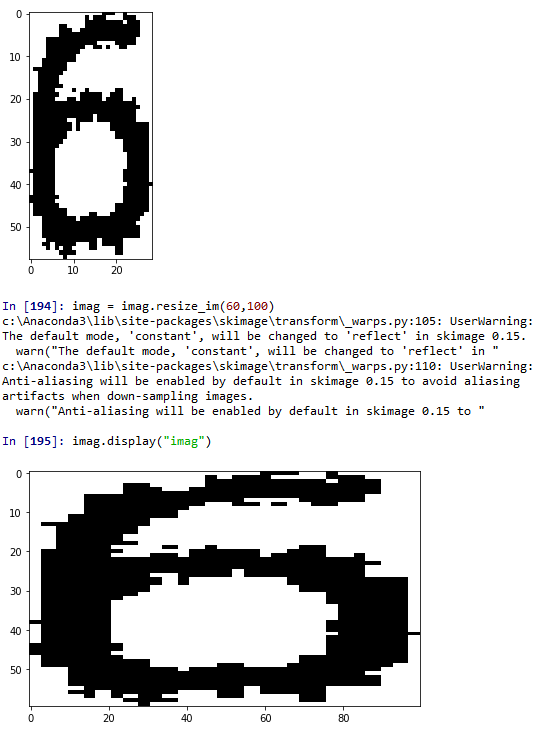 0
10
20
30
40
50
0 10 20
In [194]: imag = imag.resize_im(60,100)
c:\Anaconda3\lib\site-packages\skimage\transform\_warps.py:105: UserWarning:
The default mode, 'constant', will be changed to 'reflect' in skimage 0.15.
  warn("The default mode, 'constant', will be changed to 'reflect' in "
c:\Anaconda3\lib\site-packages\skimage\transform\_warps.py:110: UserWarning:
Anti-aliasing will be enabled by default in skimage 0.15 to avoid aliasing
artifacts when down-sampling images.
  warn("Anti-aliasing will be enabled by default in skimage 0.15 to "
In [195]: imag.display("imag")
0
10
20
30
40
50
0 20 40 60 80